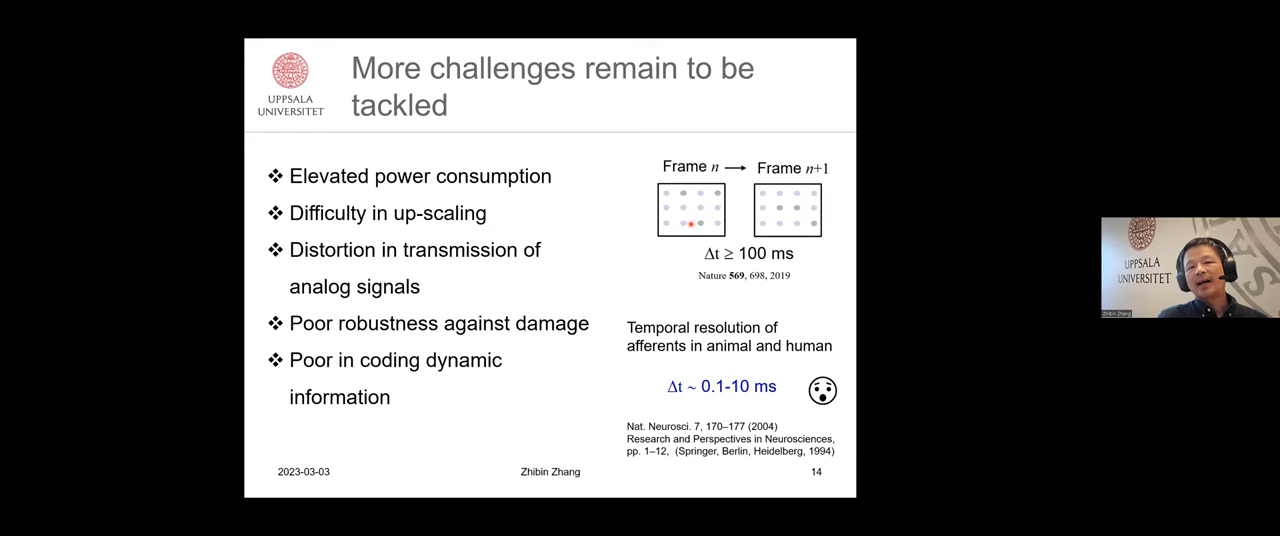 UPPSALA
UNIVERSITET
More challenges remain to be
tackled
❖ Elevated power consumption
❖ Difficulty in up-scaling
❖ Distortion in transmission of
analog signals
❖ Poor robustness against damage
❖ Poor in coding dynamic
information
Frame n → Frame n+1
Δt ≥ 100 ms
Nature 569, 698, 2019
Temporal resolution of
afferents in animal and human
Δt ~ 0.1-10 ms
Nat. Neurosci. 7, 170–177 (2004)
Research and Perspectives in Neurosciences,
pp. 1–12, (Springer, Berlin, Heidelberg, 1994)
2023-03-03
Zhibin Zhang
14
UPPSALA
UNIVERSITET
Zhibin Zhang